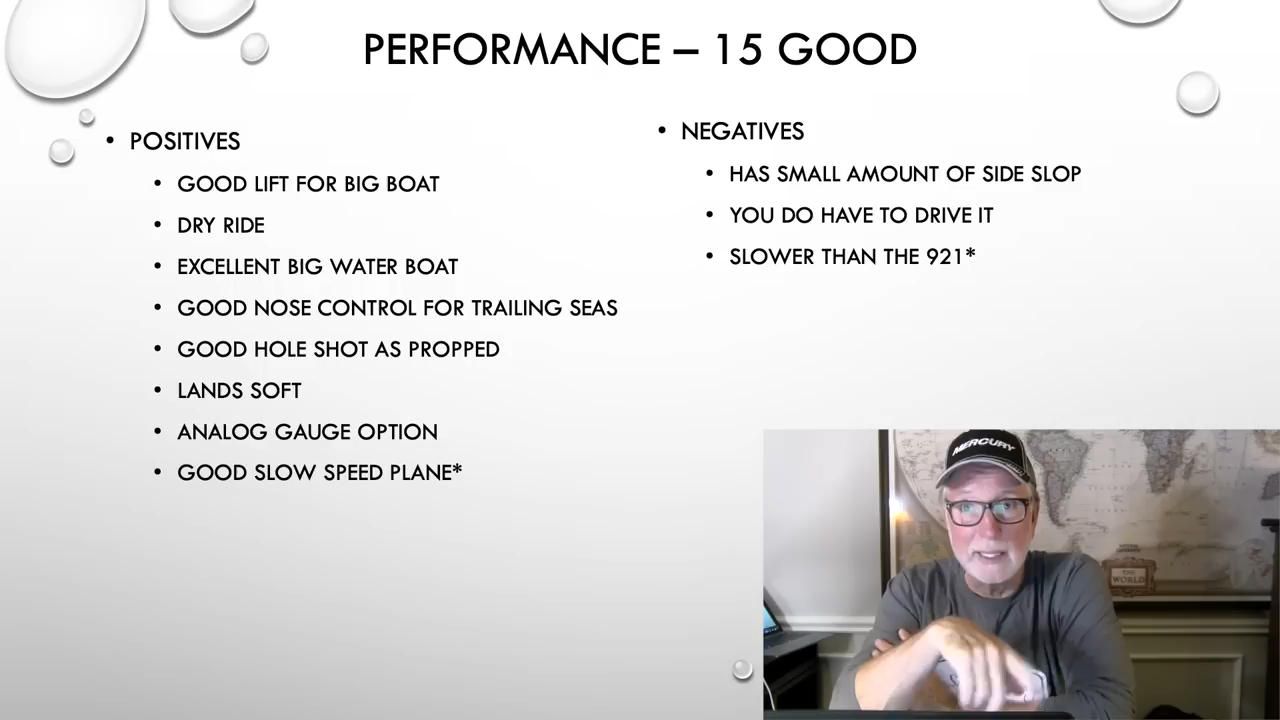 PERFORMANCE – 15 GOOD
• POSITIVES
• GOOD LIFT FOR BIG BOAT
• DRY RIDE
• EXCELLENT BIG WATER BOAT
• GOOD NOSE CONTROL FOR TRAILING SEAS
• GOOD HOLE SHOT AS PROPPED
• LANDS SOFT
• ANALOG GAUGE OPTION
• GOOD SLOW SPEED PLANE*
• NEGATIVES
• HAS SMALL AMOUNT OF SIDE SLOP
• YOU DO HAVE TO DRIVE IT
• SLOWER THAN THE 921*
MERCURY
THE
WORLD